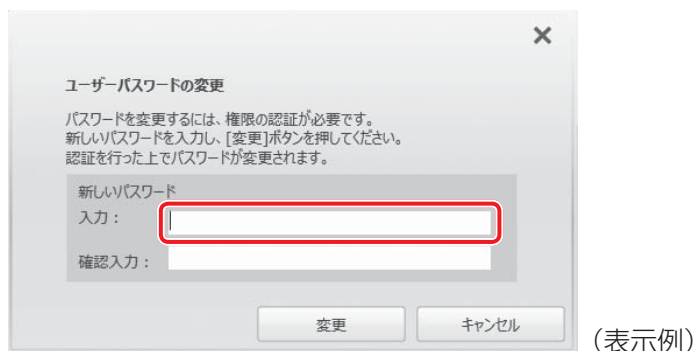 ユーザーパスワードの変更
パスワードを変更するには、権限の認証が必要です。
新しいパスワードを入力し、[変更]ボタンを押してください。
認証を行った上でパスワードが変更されます。
新しいパスワード
入力：
確認入力：
変更
キャンセル
（表示例）